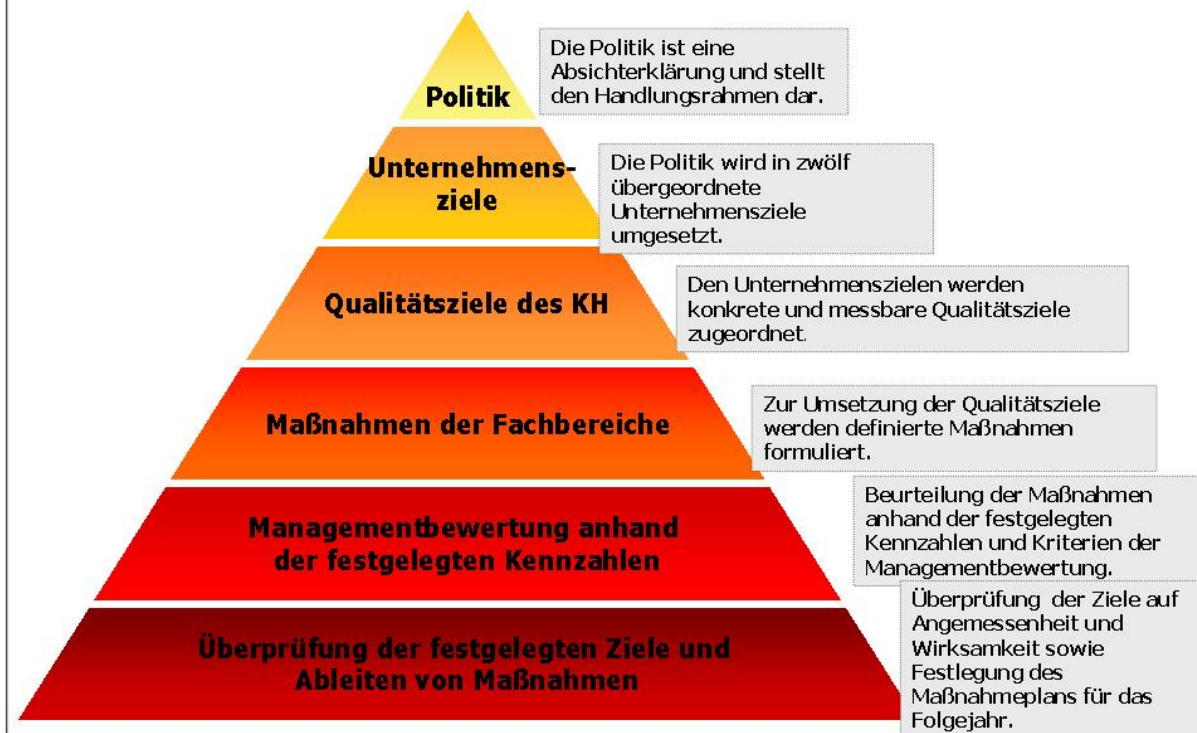 Politik
Die Politik ist eine
Absichterklärung und stellt
den Handlungsrahmen dar.
Unternehmens-
ziele
Die Politik wird in zwölf
übergeordnete
Unternehmensziele
umgesetzt.
Qualitätsziele des KH
Den Unternehmenszielen werden
konkrete und messbare Qualitätsziele
zugeordnet.
Maßnahmen der Fachbereiche
Zur Umsetzung der Qualitätsziele
werden definierte Maßnahmen
formuliert.
Managementbewertung anhand
der festgelegten Kennzahlen
Beurteilung der Maßnahmen
anhand der festgelegten
Kennzahlen und Kriterien der
Managementbewertung.
Überprüfung der festgelegten Ziele und
Ableiten von Maßnahmen
Überprüfung der Ziele auf
Angemessenheit und
Wirksamkeit sowie
Festlegung des
Maßnahmeplans für das
Folgejahr.